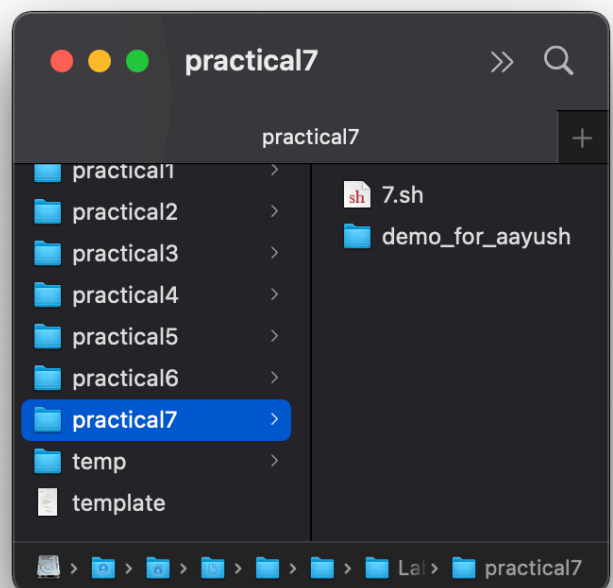 practical7
practical7
practical1
practical2
practical3
practical4
practical5
practical6
practical7
temp
template
sh 7.sh
demo_for_aayush
practical7